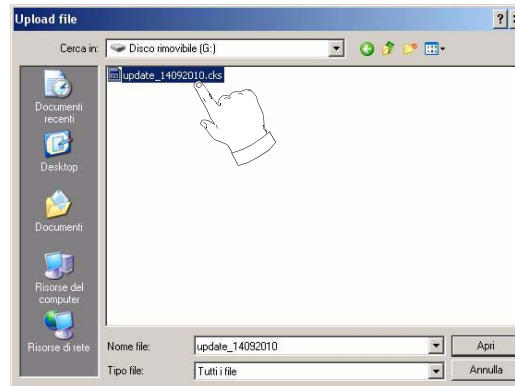 Upload file
Cerca in: Disco rimovibile (G:)
update_14092010.cks
Documenti
recenti
Desktop
Documenti
Risorse del
computer
Risorse di rete
Nome file: update_14092010 Apri
Tipo file: Tutti i file Annulla